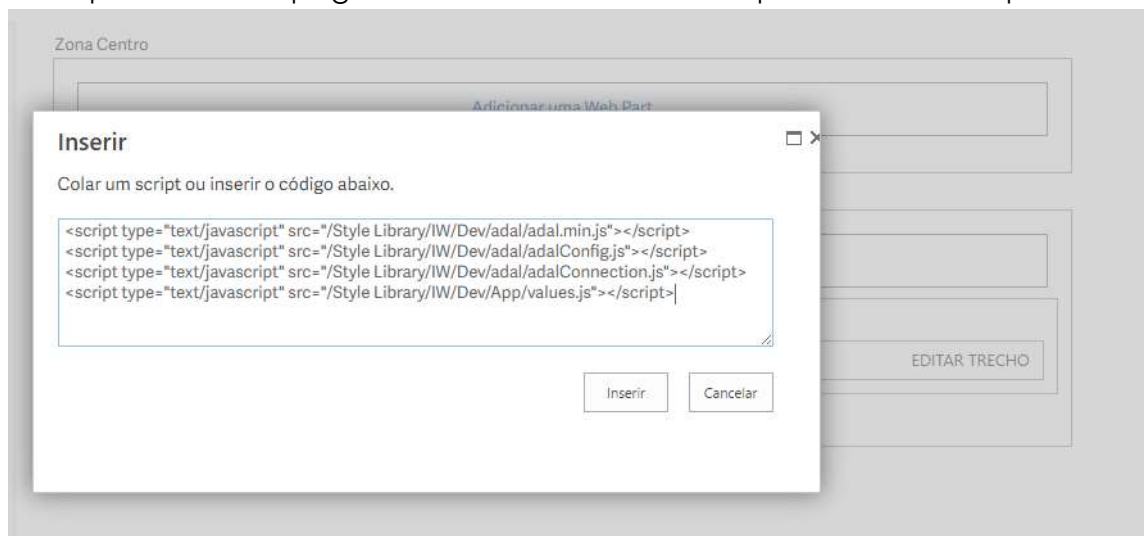 Zona Centro
Adicionar uma Web Part
Inserir
Colar um script ou inserir o código abaixo.
<script type="text/javascript" src="/Style Library/IW/Dev/adal/adal.min.js"></script>
<script type="text/javascript" src="/Style Library/IW/Dev/adal/adalConfig.js"></script>
<script type="text/javascript" src="/Style Library/IW/Dev/adal/adalConnection.js"></script>
<script type="text/javascript" src="/Style Library/IW/Dev/App/values.js"></script>
EDITAR TRECHO
Inserir Cancelar